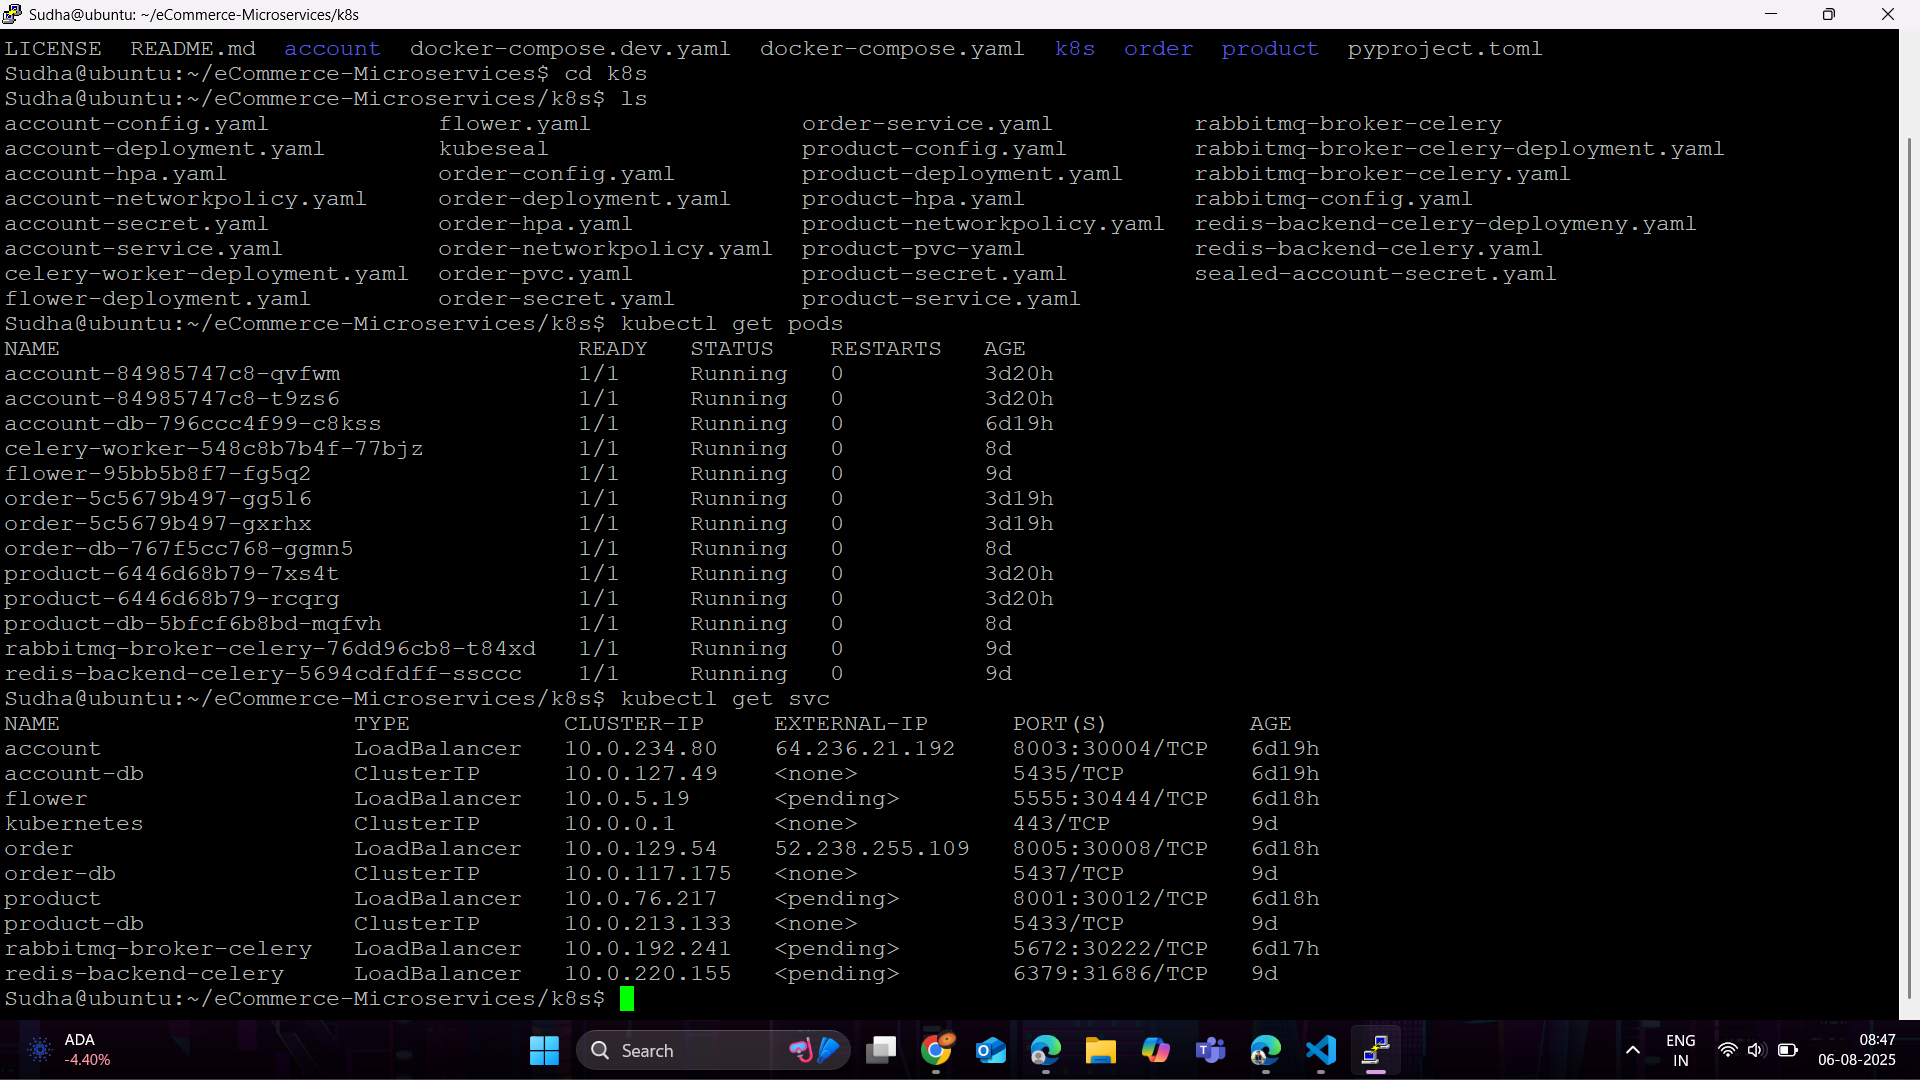 Sudha@ubuntu: ~/eCommerce-Microservices/k8s
LICENSE  README.md  account  docker-compose.dev.yaml  docker-compose.yaml  k8s  order  product  pyproject.toml
Sudha@ubuntu:~/eCommerce-Microservices$ cd k8s
Sudha@ubuntu:~/eCommerce-Microservices/k8s$ ls
account-config.yaml  flower.yaml  order-service.yaml  rabbitmq-broker-celery
account-deployment.yaml  kubeseal  product-config.yaml  rabbitmq-broker-celery-deployment.yaml
account-hpa.yaml  order-config.yaml  product-deployment.yaml  rabbitmq-broker-celery.yaml
account-networkpolicy.yaml  order-deployment.yaml  product-hpa.yaml  rabbitmq-config.yaml
account-secret.yaml  order-hpa.yaml  product-networkpolicy.yaml  redis-backend-celery-deploymeny.yaml
account-service.yaml  order-networkpolicy.yaml  product-pvc-yaml  redis-backend-celery.yaml
celery-worker-deployment.yaml  order-pvc.yaml  product-secret.yaml  sealed-account-secret.yaml
flower-deployment.yaml  order-secret.yaml  product-service.yaml
Sudha@ubuntu:~/eCommerce-Microservices/k8s$ kubectl get pods
NAME  READY  STATUS  RESTARTS  AGE
account-84985747c8-qvfwm  1/1  Running  0  3d20h
account-84985747c8-t9zs6  1/1  Running  0  3d20h
account-db-796ccc4f99-c8kss  1/1  Running  0  6d19h
celery-worker-548c8b7b4f-77bjz  1/1  Running  0  8d
flower-95bb5b8f7-fg5q2  1/1  Running  0  9d
order-5c5679b497-gg5l6  1/1  Running  0  3d19h
order-5c5679b497-gxrhx  1/1  Running  0  3d19h
order-db-767f5cc768-ggmn5  1/1  Running  0  8d
product-6446d68b79-7xs4t  1/1  Running  0  3d20h
product-6446d68b79-rcqrg  1/1  Running  0  3d20h
product-db-5bfcf6b8bd-mqfvh  1/1  Running  0  8d
rabbitmq-broker-celery-76dd96cb8-t84xd  1/1  Running  0  9d
redis-backend-celery-5694cdfdff-ssccc  1/1  Running  0  9d
Sudha@ubuntu:~/eCommerce-Microservices/k8s$ kubectl get svc
NAME  TYPE  CLUSTER-IP  EXTERNAL-IP  PORT(S)  AGE
account  LoadBalancer  10.0.234.80  64.236.21.192  8003:30004/TCP  6d19h
account-db  ClusterIP  10.0.127.49  <none>  5435/TCP  6d19h
flower  LoadBalancer  10.0.5.19  <pending>  5555:30444/TCP  6d18h
kubernetes  ClusterIP  10.0.0.1  <none>  443/TCP  9d
order  LoadBalancer  10.0.129.54  52.238.255.109  8005:30008/TCP  6d18h
order-db  ClusterIP  10.0.117.175  <none>  5437/TCP  9d
product  LoadBalancer  10.0.76.217  <pending>  8001:30012/TCP  6d18h
product-db  ClusterIP  10.0.213.133  <none>  5433/TCP  9d
rabbitmq-broker-celery  LoadBalancer  10.0.192.241  <pending>  5672:30222/TCP  6d17h
redis-backend-celery  LoadBalancer  10.0.220.155  <pending>  6379:31686/TCP  9d
Sudha@ubuntu:~/eCommerce-Microservices/k8s$
ADA
-4.40%
Search
ENG
IN
08:47
06-08-2025